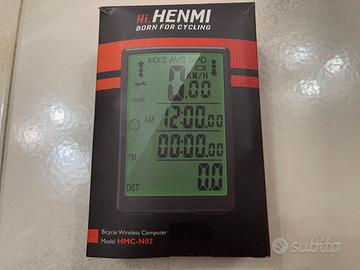 Hi. HENMI
BORN FOR CYCLING
MXS AVS SPD
0.00
KM/H
AM 12:00.00
TM 00:00.00
DST 0.0
Bicycle Wireless Computer
Model HMC-N02
subito